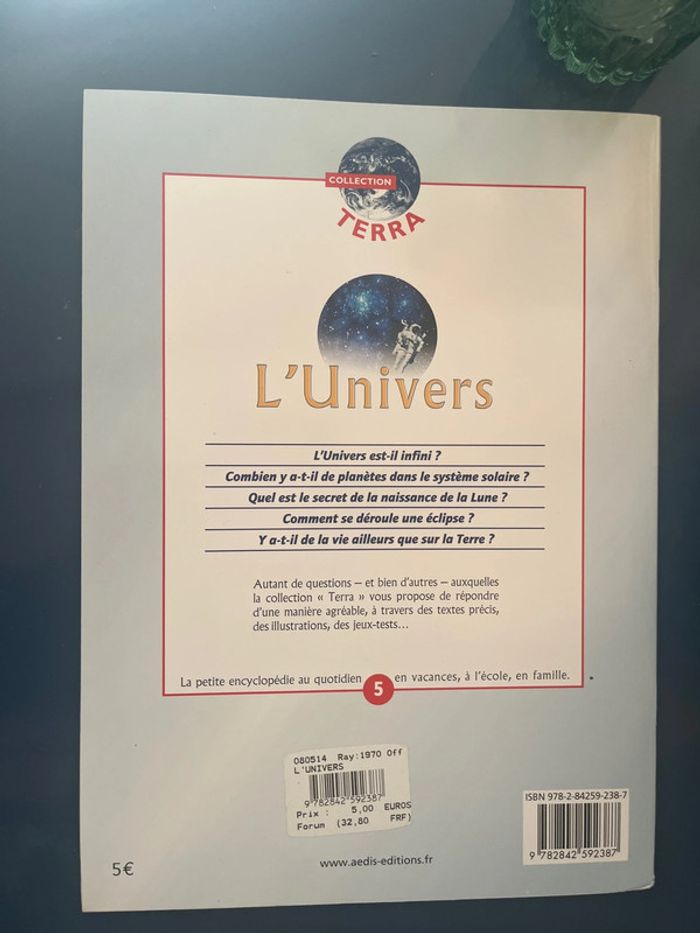 COLLECTION
TERRA
L'Univers
L'Univers est-il infini ?
Combien y a-t-il de planètes dans le système solaire ?
Quel est le secret de la naissance de la Lune ?
Comment se déroule une éclipse ?
Y a-t-il de la vie ailleurs que sur la Terre ?
Autant de questions – et bien d'autres – auxquelles
la collection « Terra » vous propose de répondre
d'une manière agréable, à travers des textes précis,
des illustrations, des jeux-tests…
La petite encyclopédie au quotidien 5 en vacances, à l'école, en famille.
080514 Ray:1970 Off
L'UNIVERS
9782842592387
Prix : 5,00 EUROS
Forum (32,80 FRF)
ISBN 978-2-84259-238-7
9 782842 592387
www.aedis-editions.fr
5€